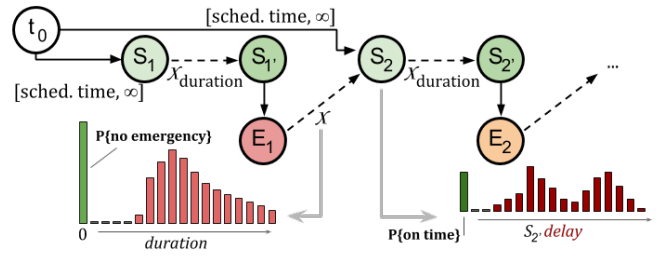 [sched. time, ∞]
t0
S1
S1'
S2
S2'
...
Xduration
Xduration
[sched. time, ∞]
E1
X
E2
P{no emergency}
P{on time}
0
duration
S2' delay